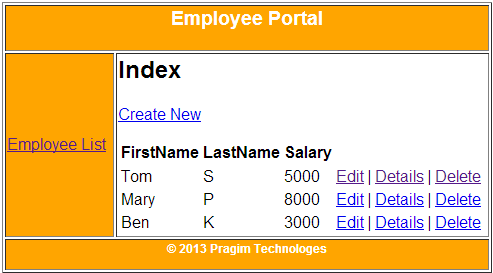 Employee Portal
Employee List
Index
Create New
FirstName LastName Salary
Tom S 5000 Edit | Details | Delete
Mary P 8000 Edit | Details | Delete
Ben K 3000 Edit | Details | Delete
© 2013 Pragim Technologes